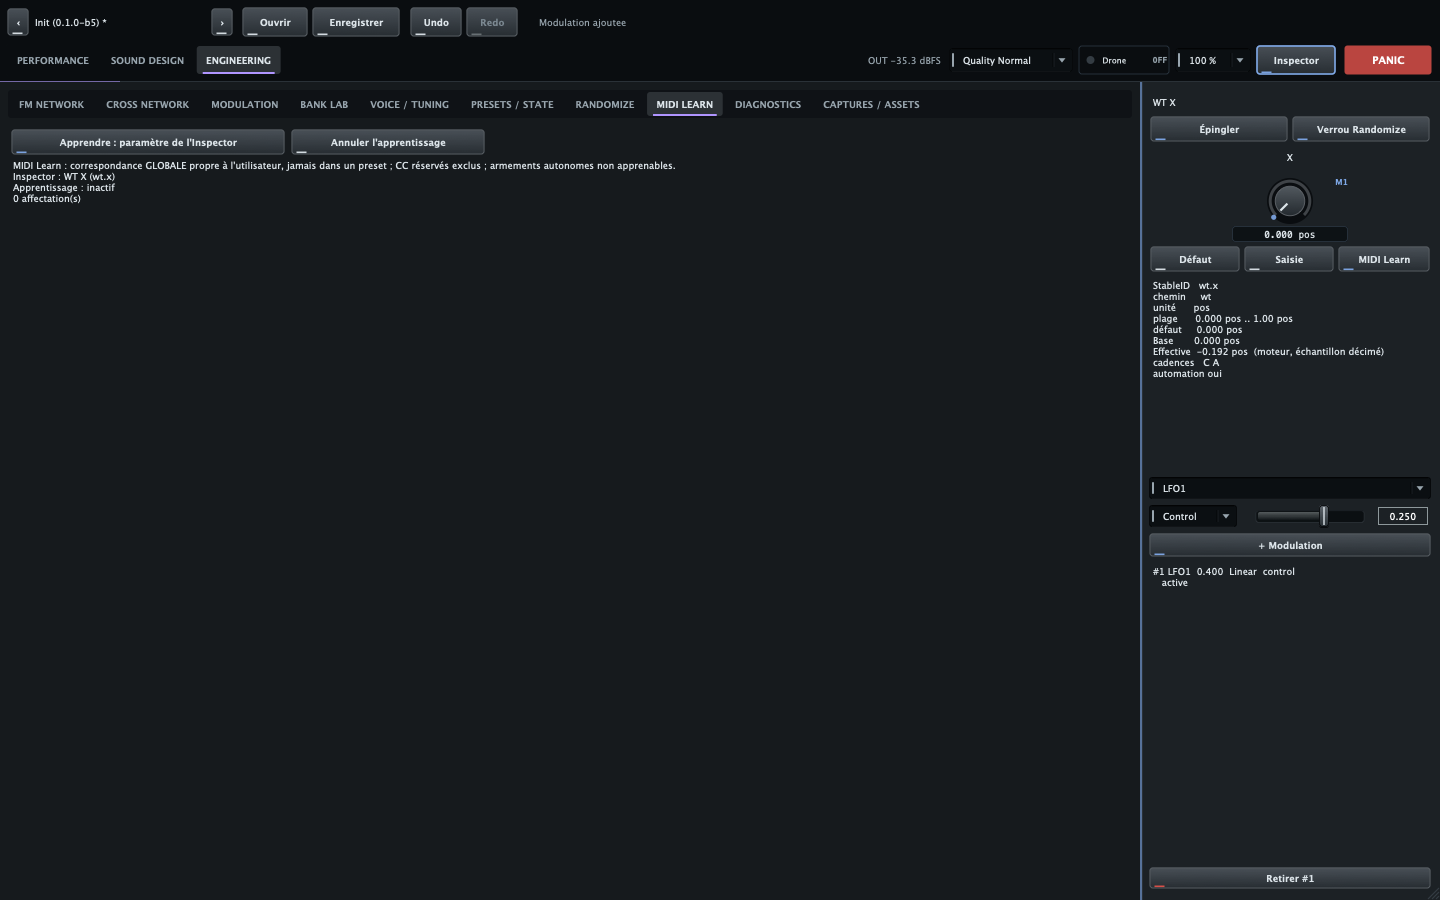 ‹ Init (0.1.0-b5) * › Ouvrir Enregistrer Undo Redo Modulation ajoutee
PERFORMANCE SOUND DESIGN ENGINEERING OUT -35.3 dBFS Quality Normal Drone OFF 100 % Inspector PANIC
FM NETWORK CROSS NETWORK MODULATION BANK LAB VOICE / TUNING PRESETS / STATE RANDOMIZE MIDI LEARN DIAGNOSTICS CAPTURES / ASSETS
Apprendre : paramètre de l'Inspector Annuler l'apprentissage
MIDI Learn : correspondance GLOBALE propre à l'utilisateur, jamais dans un preset ; CC réservés exclus ; armements autonomes non apprenables.
Inspector : WT X (wt.x)
Apprentissage : inactif
0 affectation(s)
WT X
Épingler Verrou Randomize
X
M1
0.000 pos
Défaut Saisie MIDI Learn
StableID wt.x
chemin wt
unité pos
plage 0.000 pos .. 1.00 pos
défaut 0.000 pos
Base 0.000 pos
Effective -0.192 pos (moteur, échantillon décimé)
cadences C A
automation oui
LFO1
Control 0.250
+ Modulation
#1 LFO1 0.400 Linear control
active
Retirer #1